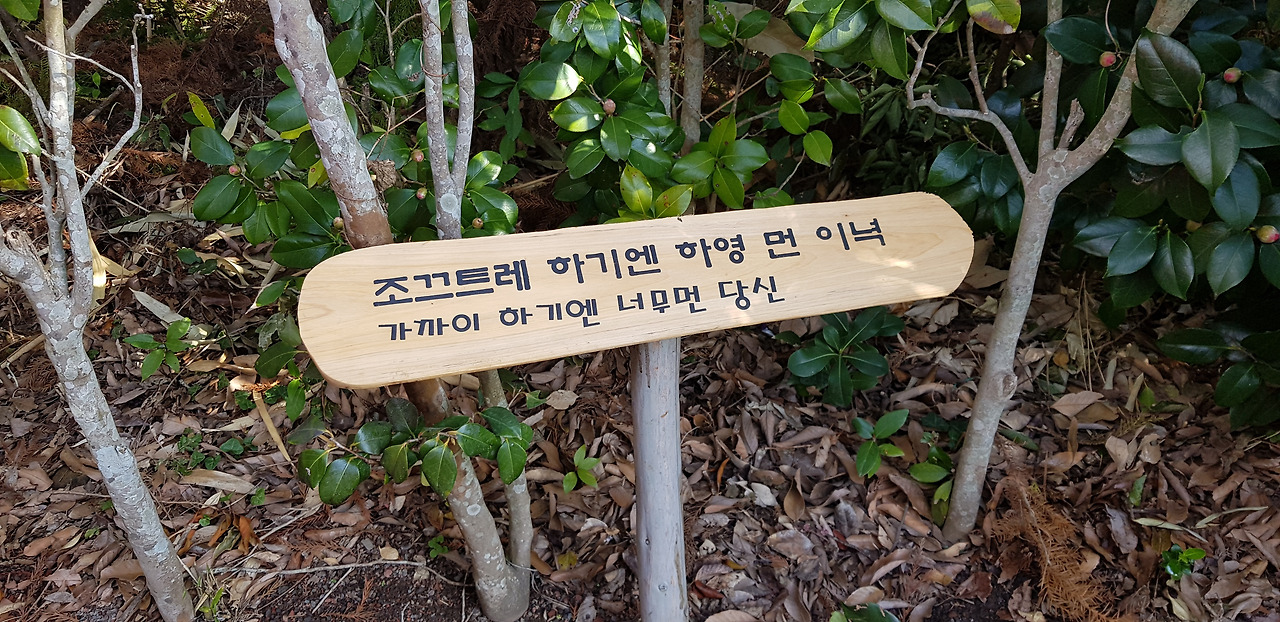 조끄트레 하기엔 하영 먼 이녁
가까이 하기엔 너무먼 당신